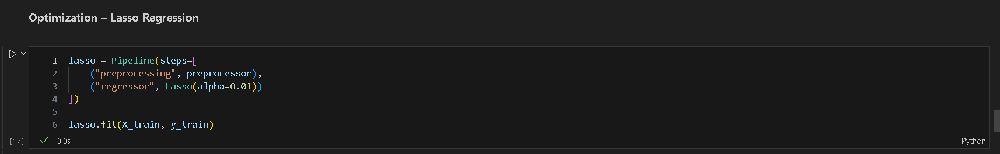 Optimization – Lasso Regression
1 lasso = Pipeline(steps=[
2     ("preprocessing", preprocessor),
3     ("regressor", Lasso(alpha=0.01))
4 ])
5
6 lasso.fit(X_train, y_train)
[17] 0.0s Python